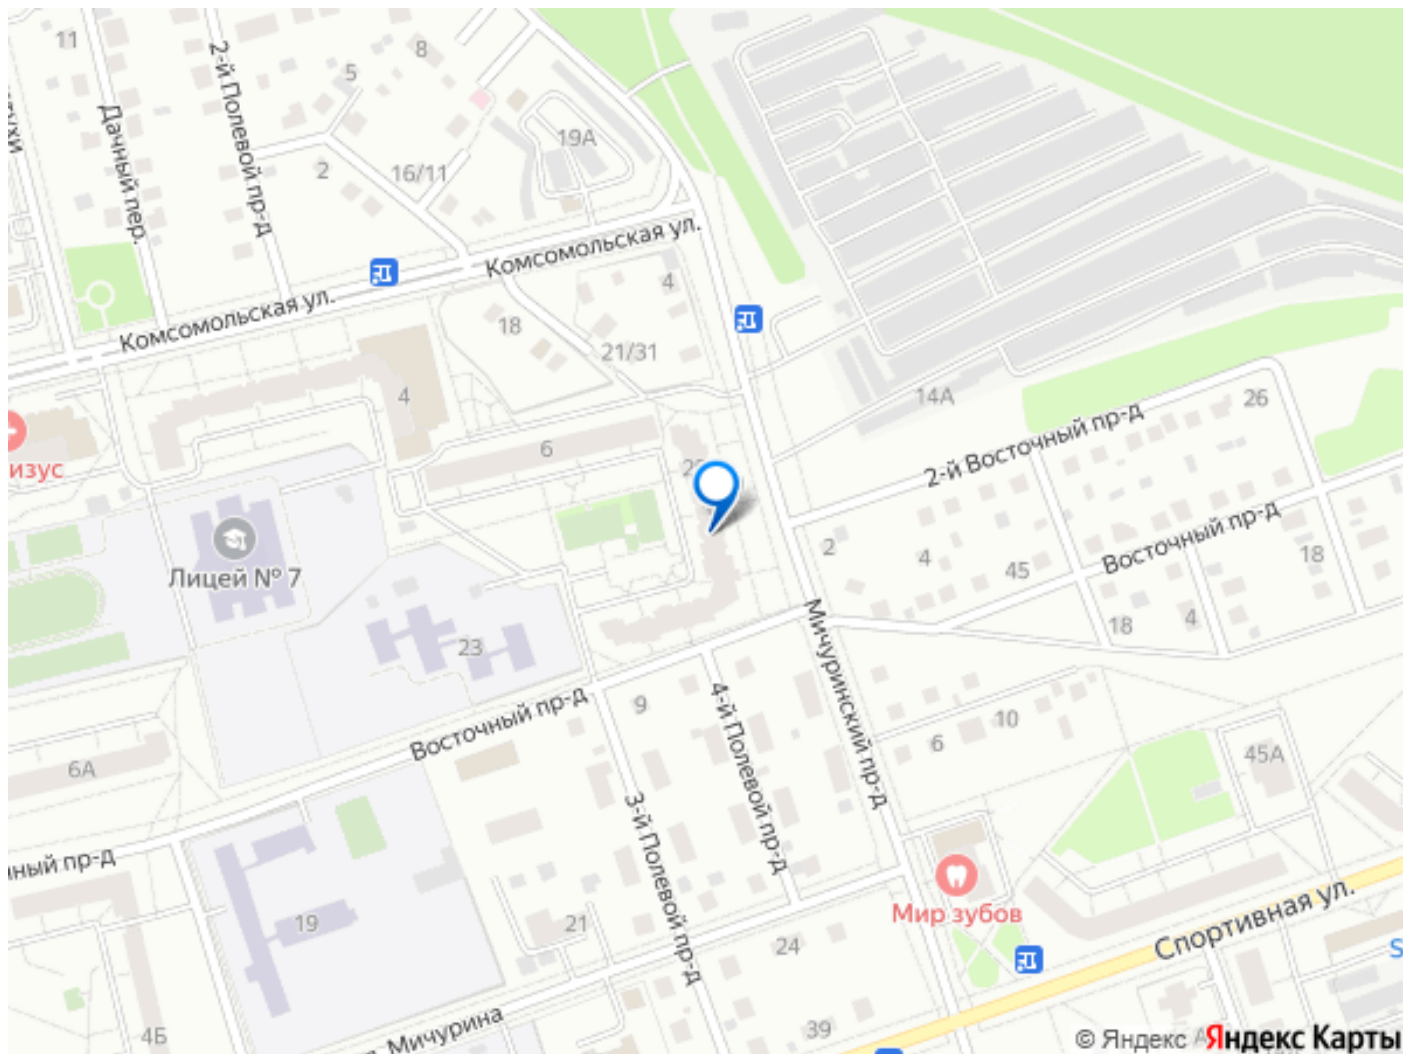 11
8
5
2-й Полевой пр-д
Дачный пер.
19А
2
16/11
Комсомольская ул.
4
Комсомольская ул.
18
21/31
4
14А
26
6
2-й Восточный пр-д
Восточный пр-д
Лицей № 7
2
4
45
18
18
4
23
Мичуринский пр-д
9
4-й Полевой пр-д
10
6
Восточный пр-д
45А
6А
3-й Полевой пр-д
Мир зубов
19
21
24
Спортивная ул.
Мичурина
39
4Б
© Яндекс
Яндекс Карты